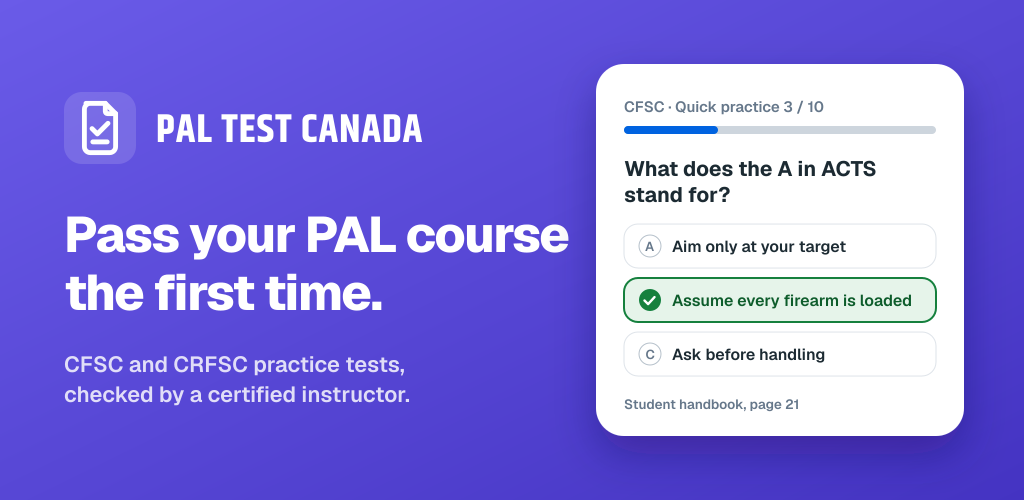 PAL TEST CANADA
Pass your PAL course
the first time.
CFSC and CRFSC practice tests,
checked by a certified instructor.
CFSC · Quick practice 3 / 10
What does the A in ACTS
stand for?
A Aim only at your target
Assume every firearm is loaded
C Ask before handling
Student handbook, page 21